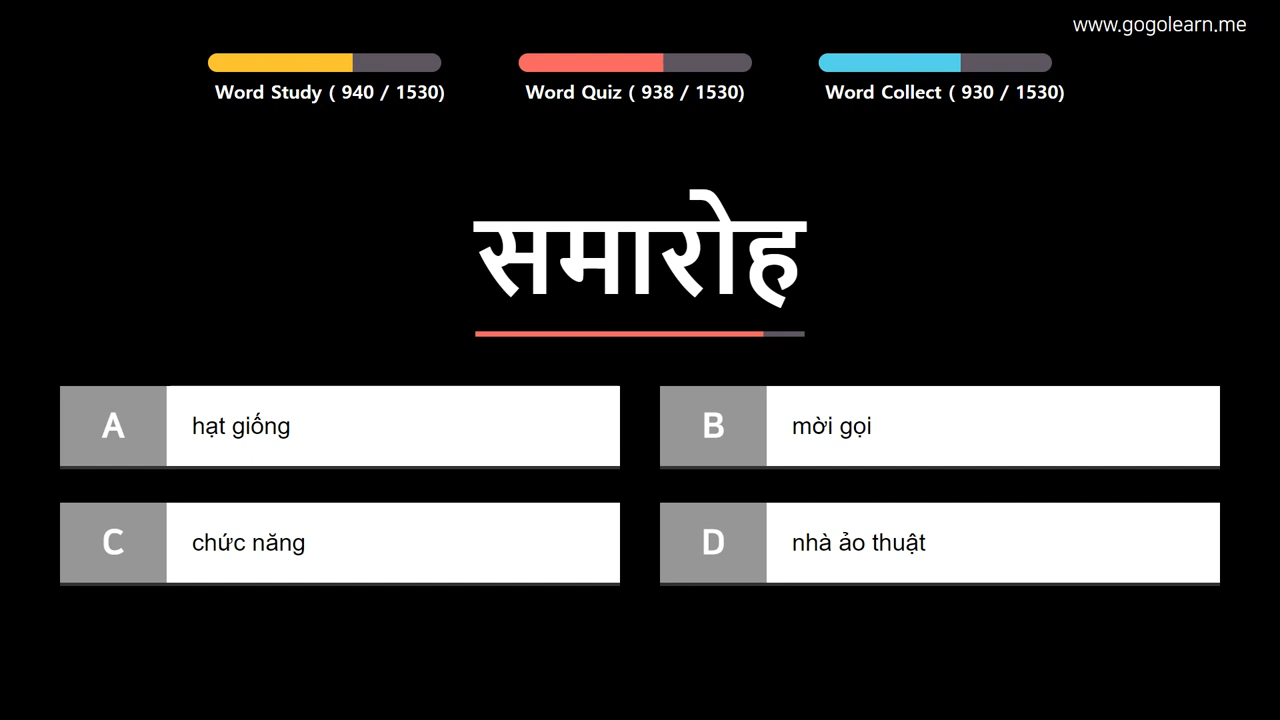 www.gogolearn.me
Word Study ( 940 / 1530)
Word Quiz ( 938 / 1530)
Word Collect ( 930 / 1530)
समारोह
A hạt giống
B mời gọi
C chức năng
D nhà ảo thuật